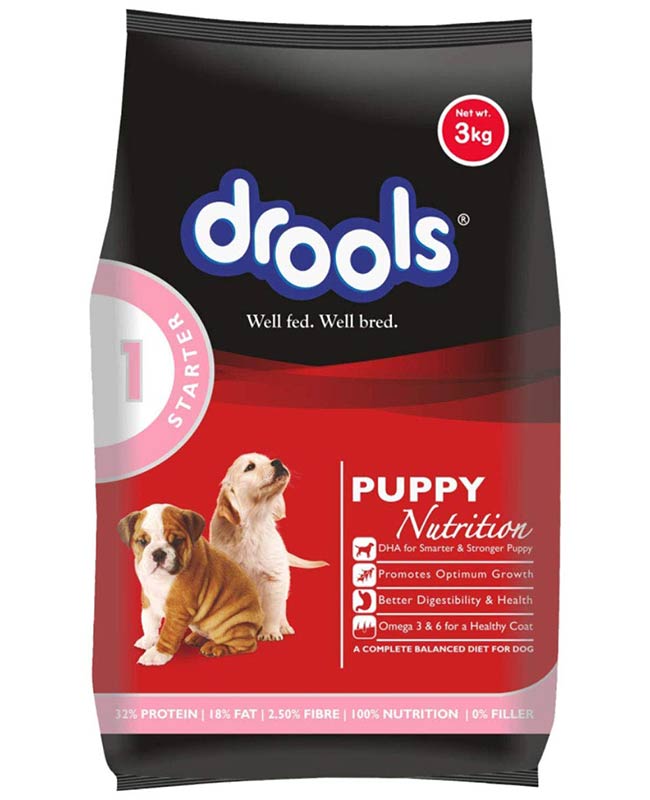 Net wt.
3kg
drools®
Well fed. Well bred.
1
STARTER
PUPPY
Nutrition
DHA for Smarter & Stronger Puppy
Promotes Optimum Growth
Better Digestibility & Health
Omega 3 & 6 for a Healthy Coat
A COMPLETE BALANCED DIET FOR DOG
32% PROTEIN | 18% FAT | 2.50% FIBRE | 100% NUTRITION | 0% FILLER